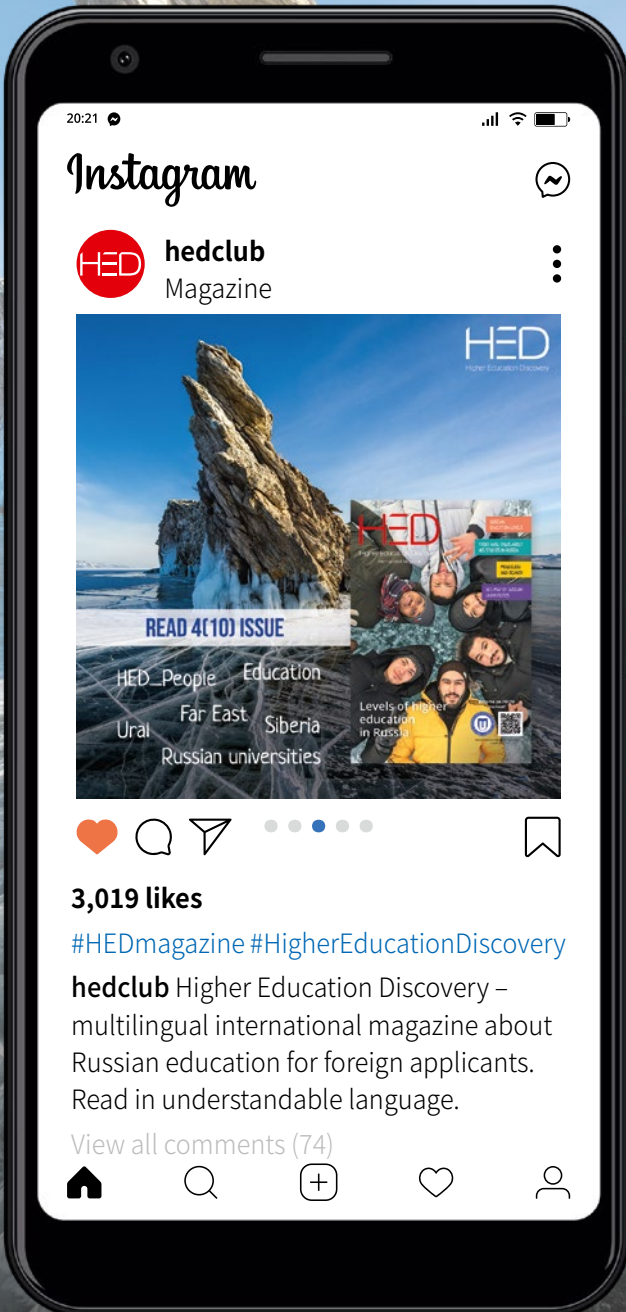 20:21
Instagram
HED
hedclub
Magazine
HED
Higher Education Discovery
HED
READ 4(10) ISSUE
HED_People
Education
Ural
Far East
Siberia
Russian universities
Levels of higher
education
in Russia
3,019 likes
#HEDmagazine #HigherEducationDiscovery
hedclub Higher Education Discovery –
multilingual international magazine about
Russian education for foreign applicants.
Read in understandable language.
View all comments (74)